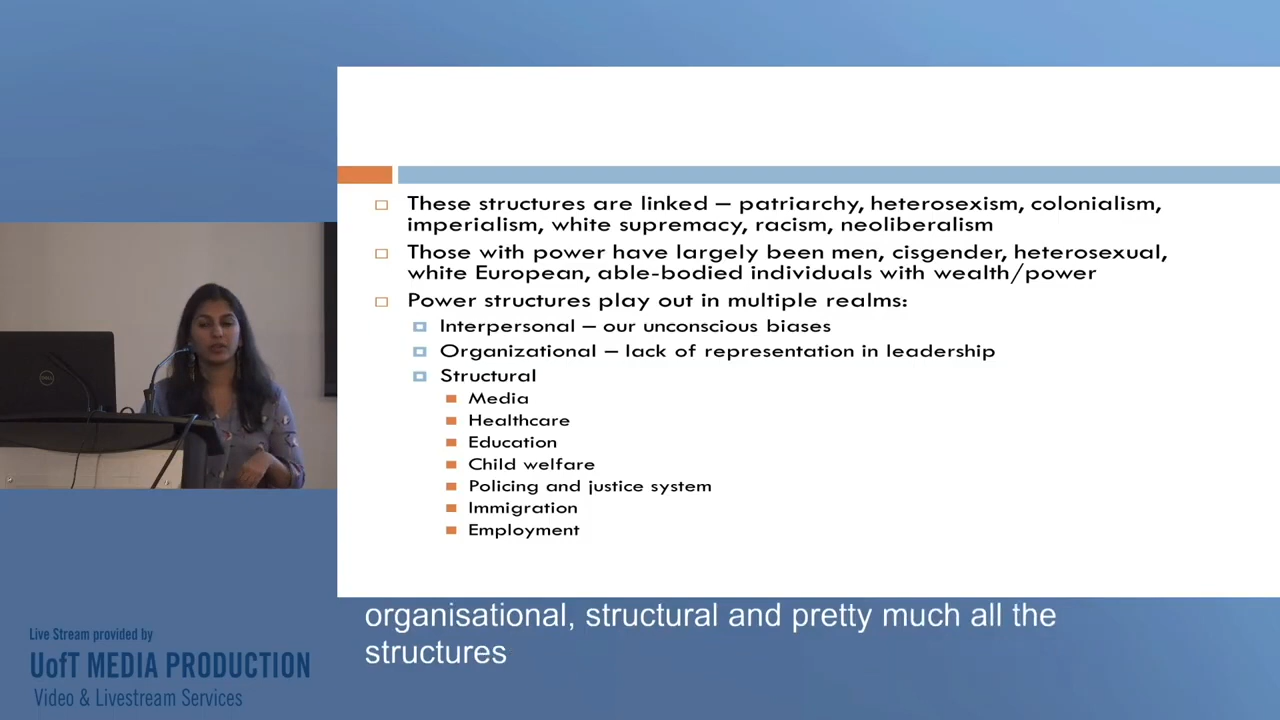 These structures are linked – patriarchy, heterosexism, colonialism,
imperialism, white supremacy, racism, neoliberalism
Those with power have largely been men, cisgender, heterosexual,
white European, able-bodied individuals with wealth/power
Power structures play out in multiple realms:
Interpersonal – our unconscious biases
Organizational – lack of representation in leadership
Structural
Media
Healthcare
Education
Child welfare
Policing and justice system
Immigration
Employment
organisational, structural and pretty much all the
structures
Live Stream provided by
UofT MEDIA PRODUCTION
Video & Livestream Services
DELL